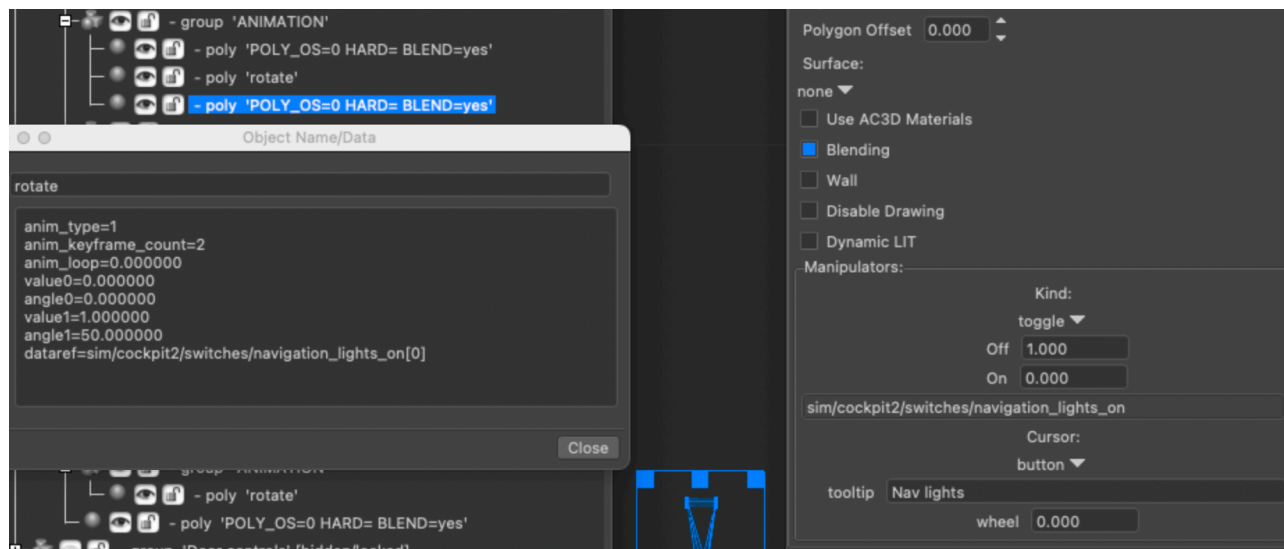 - group 'ANIMATION'
- poly 'POLY_OS=0 HARD= BLEND=yes'
- poly 'rotate'
- poly 'POLY_OS=0 HARD= BLEND=yes'
Object Name/Data
rotate
anim_type=1
anim_keyframe_count=2
anim_loop=0.000000
value0=0.000000
angle0=0.000000
value1=1.000000
angle1=50.000000
dataref=sim/cockpit2/switches/navigation_lights_on[0]
Close
- group 'ANIMATION'
- poly 'rotate'
- poly 'POLY_OS=0 HARD= BLEND=yes'
Polygon Offset 0.000
Surface:
none
Use AC3D Materials
Blending
Wall
Disable Drawing
Dynamic LIT
Manipulators:
Kind:
toggle
Off 1.000
On 0.000
sim/cockpit2/switches/navigation_lights_on
Cursor:
button
tooltip Nav lights
wheel 0.000